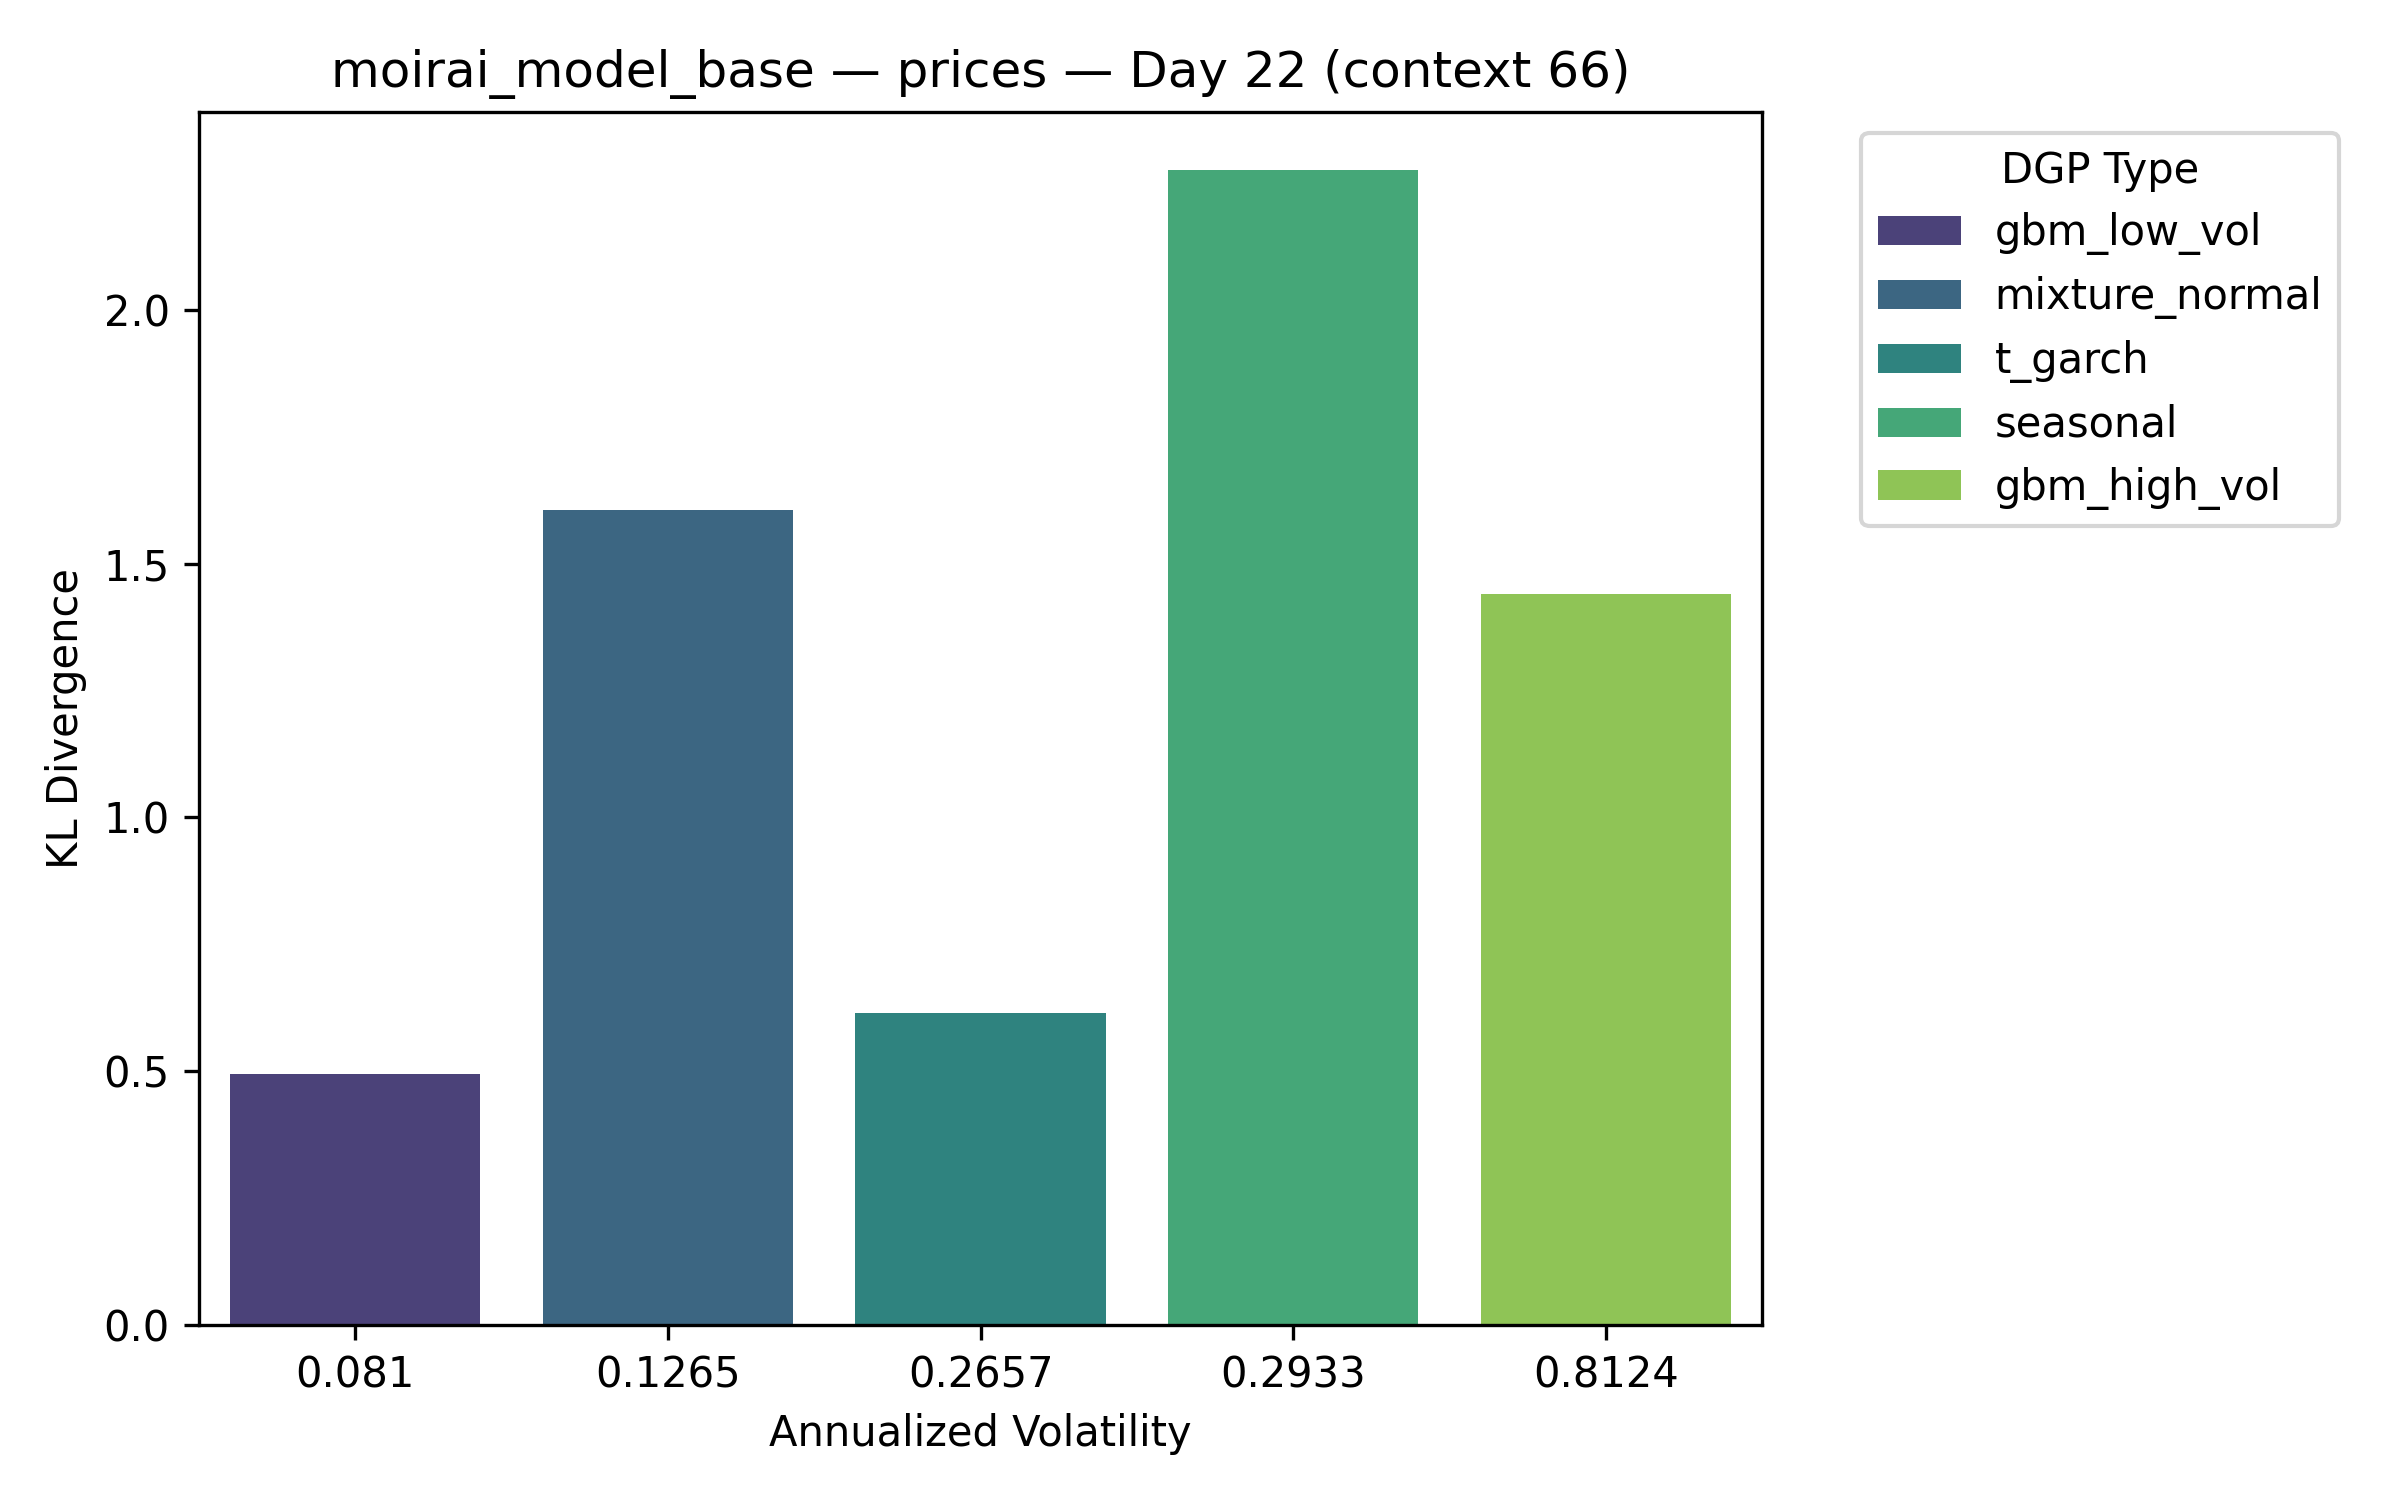 moirai_model_base — prices — Day 22 (context 66)
KL Divergence
2.0
1.5
1.0
0.5
0.0
0.081 0.1265 0.2657 0.2933 0.8124
Annualized Volatility
DGP Type
gbm_low_vol
mixture_normal
t_garch
seasonal
gbm_high_vol